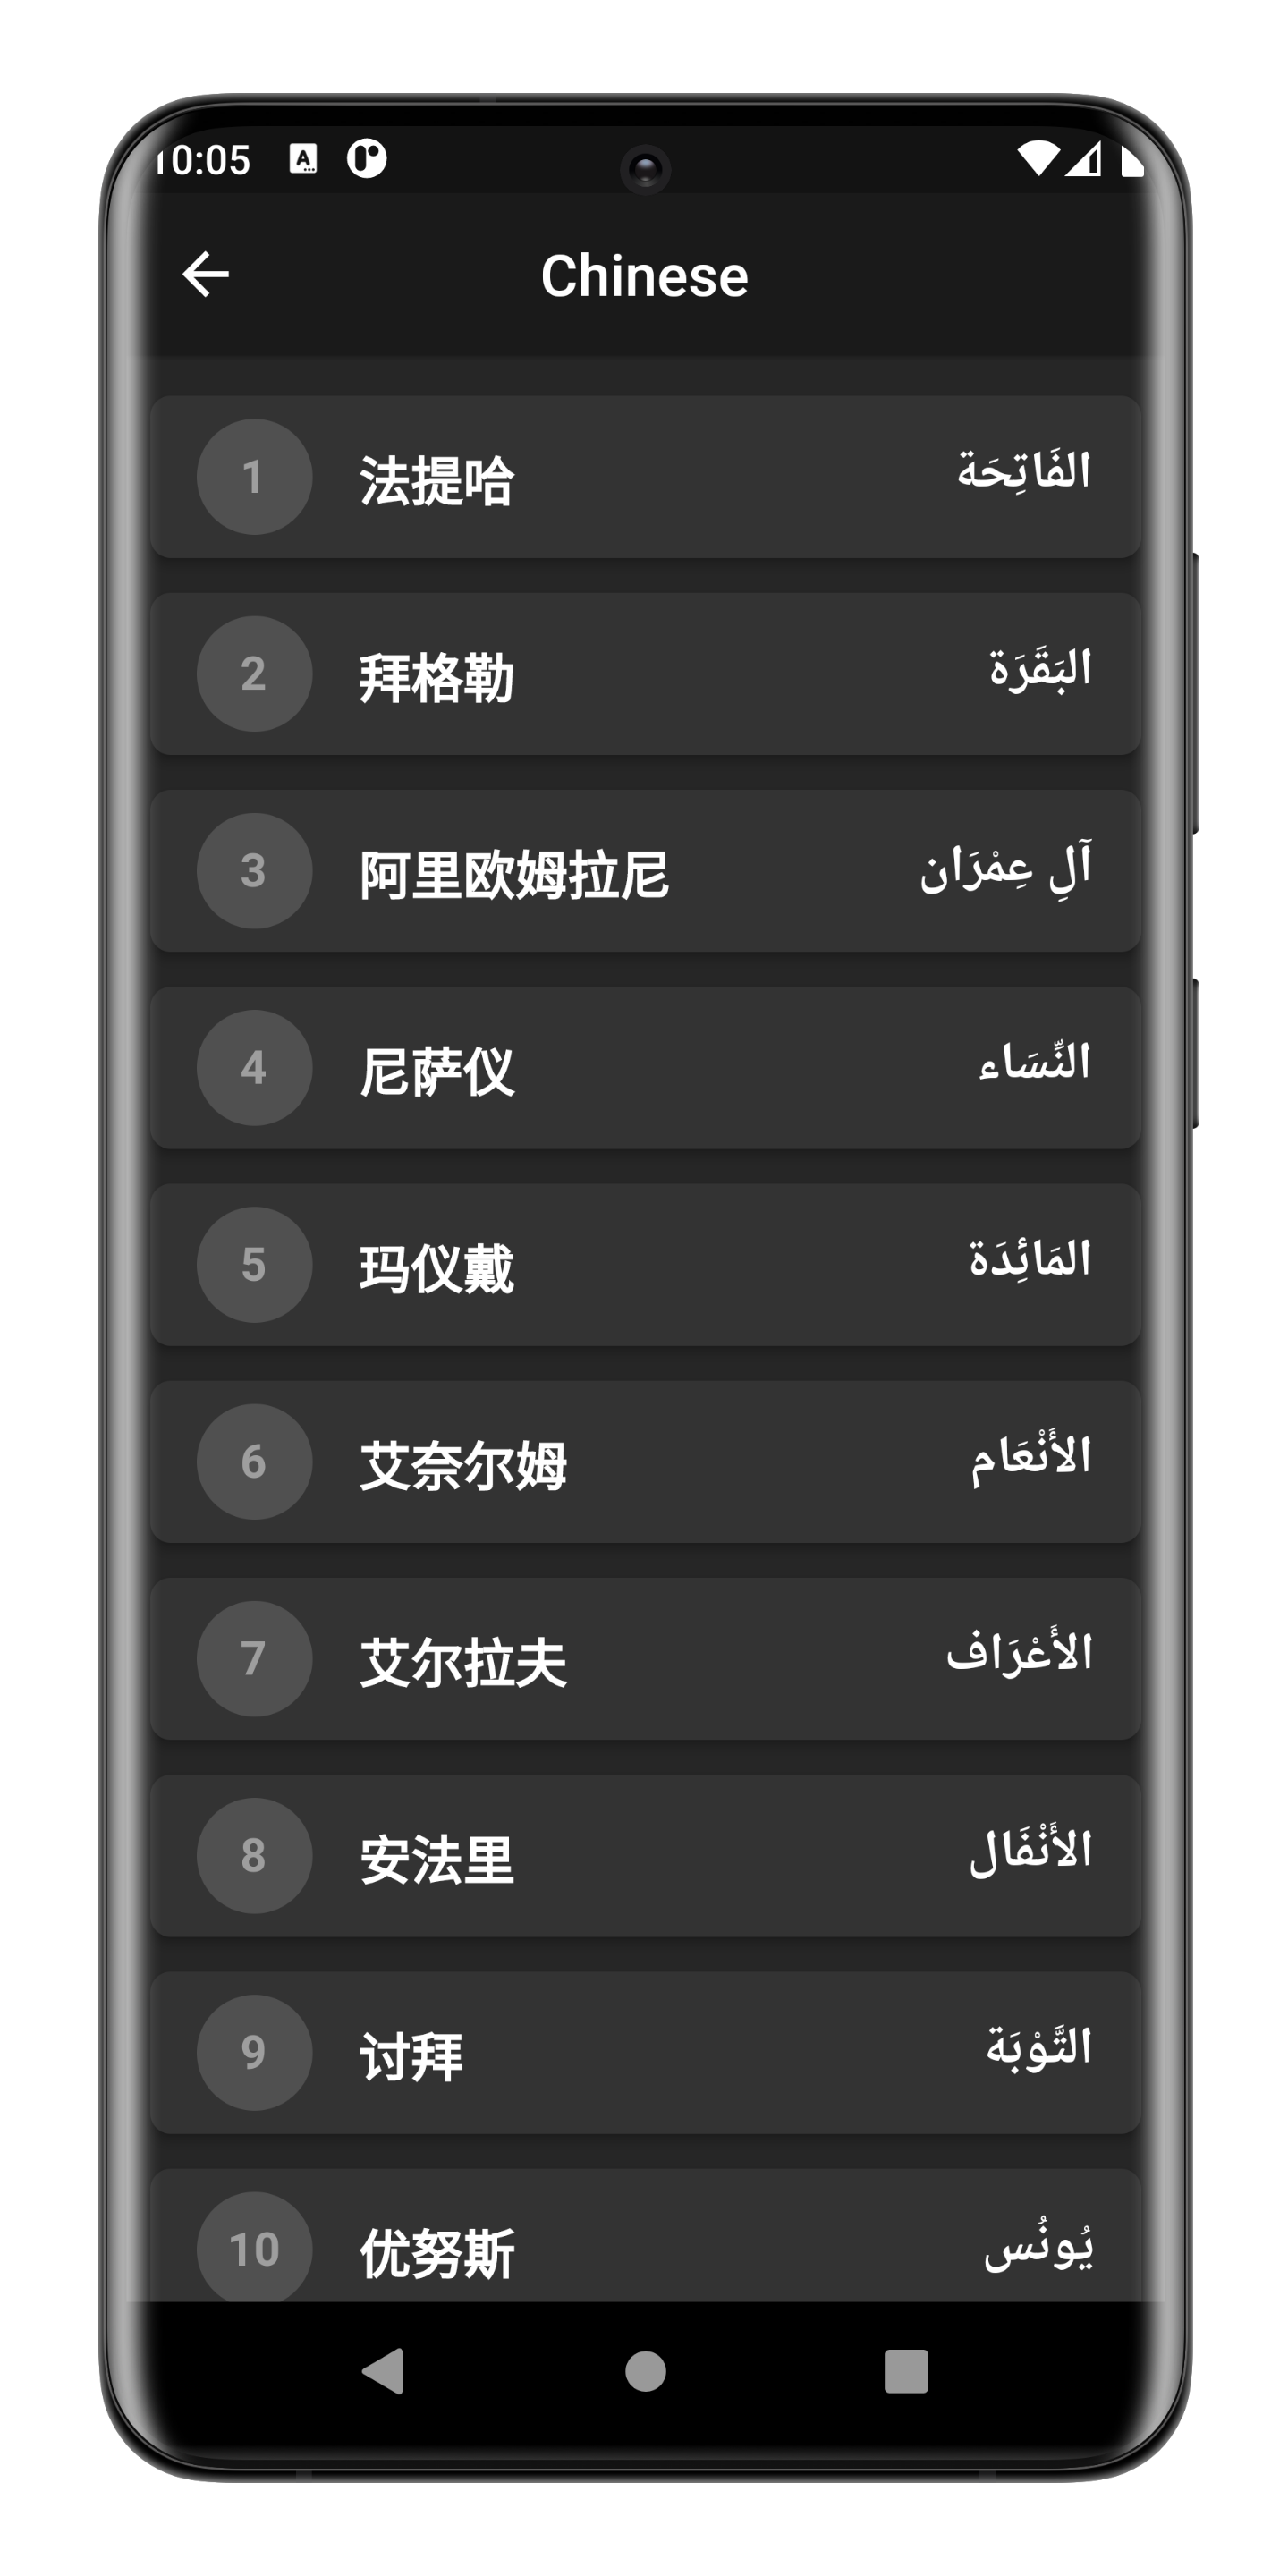 10:05
Chinese
1 法提哈 الفَاتِحَة
2 拜格勒 البَقَرَة
3 阿里欧姆拉尼 آلِ عِمْرَان
4 尼萨仪 النِّسَاء
5 玛仪戴 المَائِدَة
6 艾奈尔姆 الأَنْعَام
7 艾尔拉夫 الأَعْرَاف
8 安法里 الأَنْفَال
9 讨拜 التَّوْبَة
10 优努斯 يُونُس